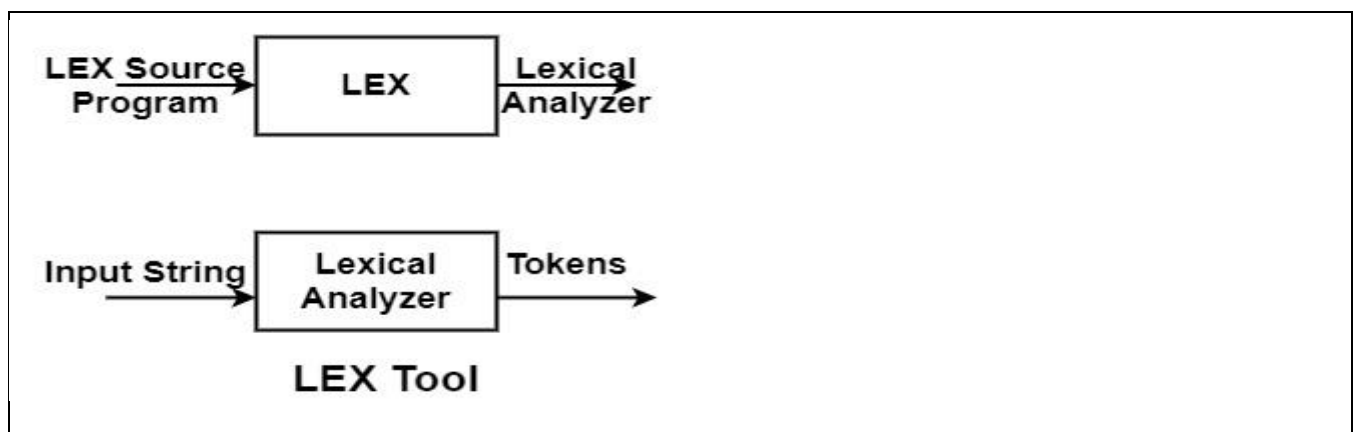 LEX Source
Program
LEX
Lexical
Analyzer
Input String
Lexical
Analyzer
Tokens
LEX Tool